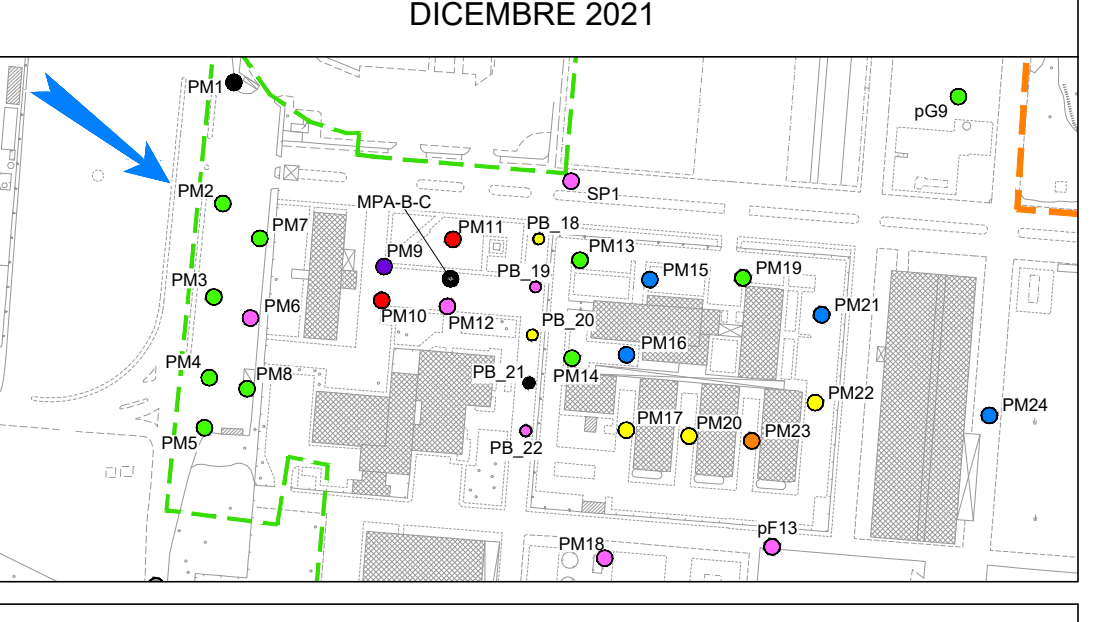 DICEMBRE 2021
PM1
pG9
PM2
SP1
MPA-B-C
PM7
PM11
PB_18
PM13
PM9
PB_19
PM15
PM19
PM3
PM6
PM10
PM12
PB_20
PM21
PM16
PM4
PM8
PB_21
PM14
PM22
PM24
PM5
PM17
PM20
PM23
PB_22
pF13
PM18